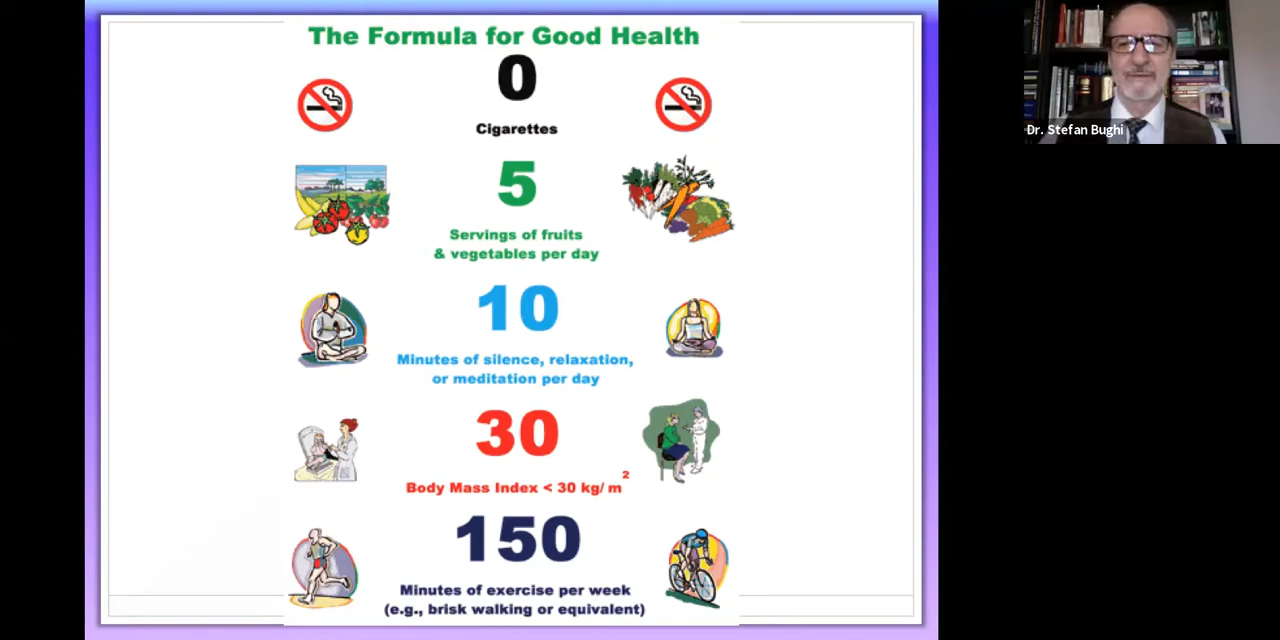 The Formula for Good Health
0
Cigarettes
5
Servings of fruits
& vegetables per day
10
Minutes of silence, relaxation,
or meditation per day
30
Body Mass Index < 30 kg/ m²
150
Minutes of exercise per week
(e.g., brisk walking or equivalent)
Dr. Stefan Bughi